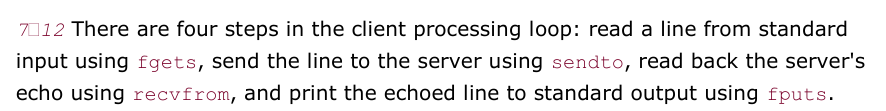 7□12 There are four steps in the client processing loop: read a line from standard
input using fgets, send the line to the server using sendto, read back the server's
echo using recvfrom, and print the echoed line to standard output using fputs.